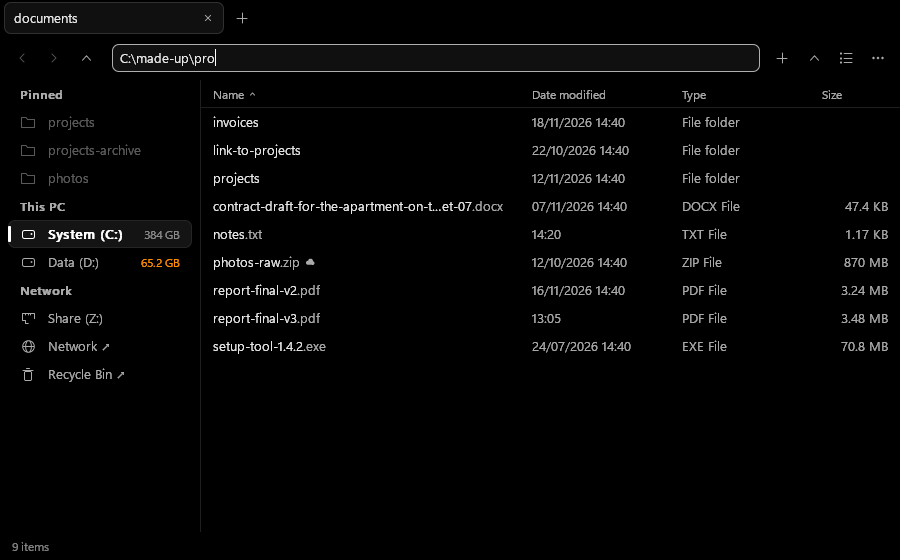 documents
C:\made-up\pro
Pinned
projects
projects-archive
photos
This PC
System (C:) 384 GB
Data (D:) 65.2 GB
Network
Share (Z:)
Network
Recycle Bin
Name Date modified Type Size
invoices 18/11/2026 14:40 File folder
link-to-projects 22/10/2026 14:40 File folder
projects 12/11/2026 14:40 File folder
contract-draft-for-the-apartment-on-t...et-07.docx 07/11/2026 14:40 DOCX File 47.4 KB
notes.txt 14:20 TXT File 1.17 KB
photos-raw.zip 12/10/2026 14:40 ZIP File 870 MB
report-final-v2.pdf 16/11/2026 14:40 PDF File 3.24 MB
report-final-v3.pdf 13:05 PDF File 3.48 MB
setup-tool-1.4.2.exe 24/07/2026 14:40 EXE File 70.8 MB
9 items